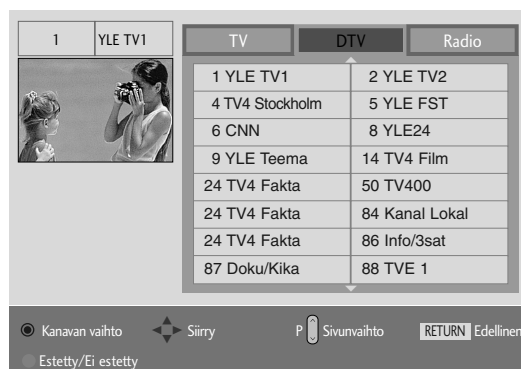 1 YLE TV1
TV DTV Radio
1 YLE TV1 2 YLE TV2
4 TV4 Stockholm 5 YLE FST
6 CNN 8 YLE24
9 YLE Teema 14 TV4 Film
24 TV4 Fakta 50 TV400
24 TV4 Fakta 84 Kanal Lokal
24 TV4 Fakta 86 Info/3sat
87 Doku/Kika 88 TVE 1
Kanavan vaihto Siirry P Sivunvaihto RETURN Edellinen
Estetty/Ei estetty